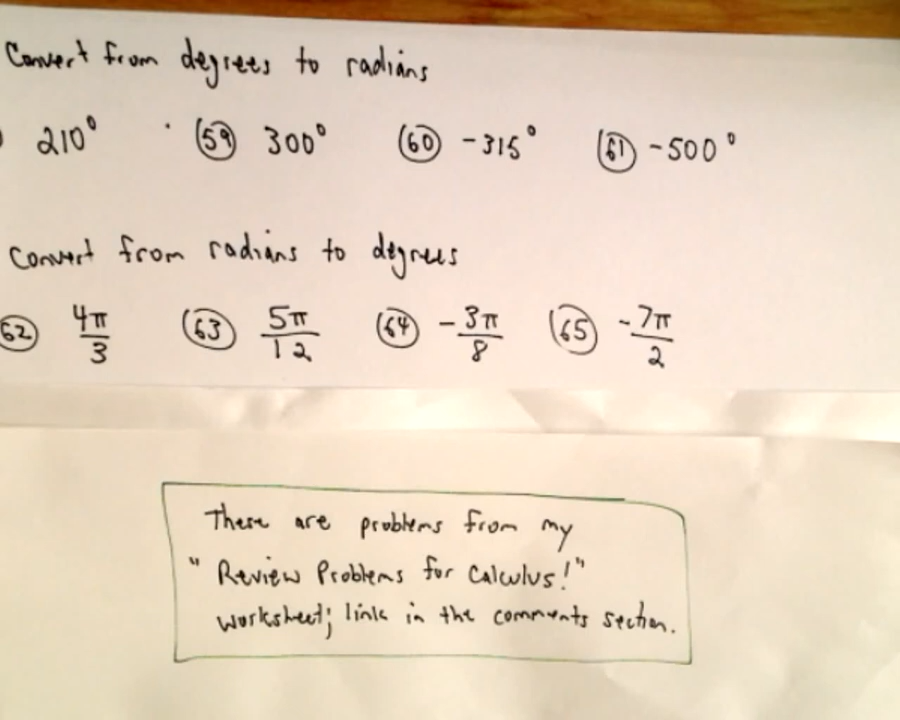 Convert from degrees to radians
210° (59) 300° (60) -315° (61) -500°
Convert from radians to degrees
(62) 4π/3 (63) 5π/12 (64) -3π/8 (65) -7π/2
These are problems from my
"Review Problems for Calculus!"
worksheet; link in the comments section.